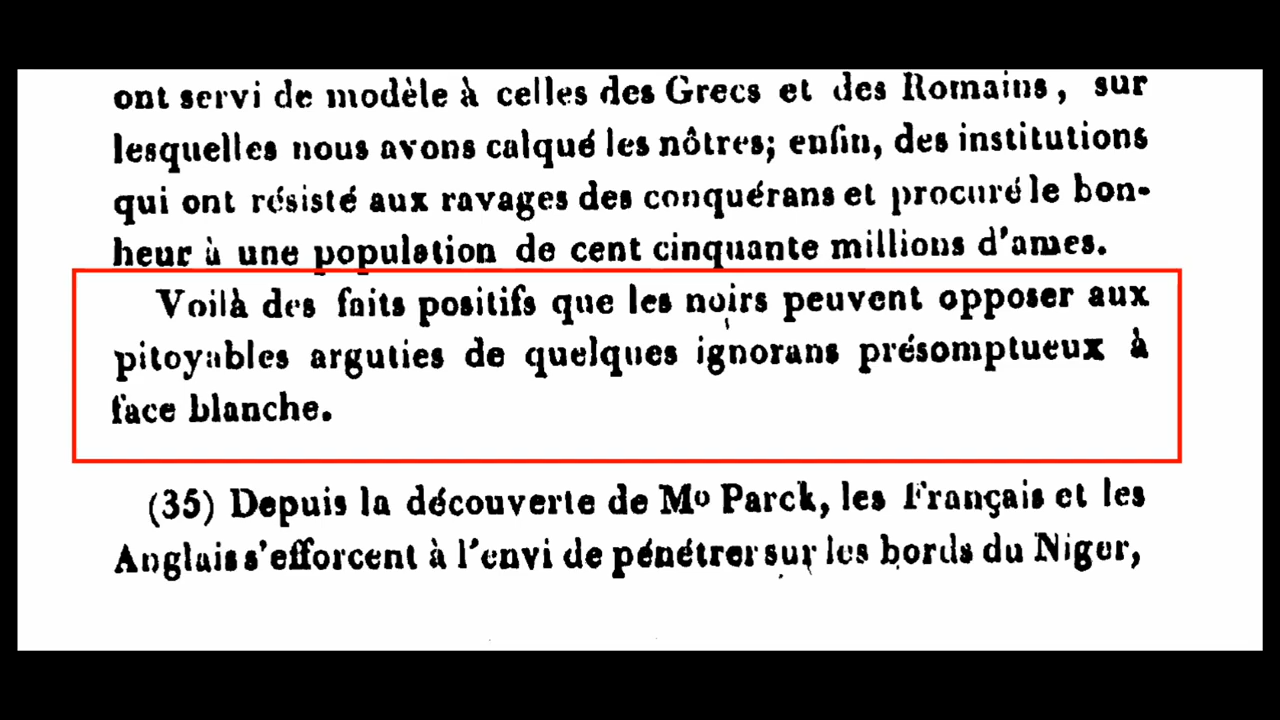 ont servi de modèle à celles des Grecs et des Romains, sur
lesquelles nous avons calqué les nôtres; enfin, des institutions
qui ont résisté aux ravages des conquérans et procuré le bon-
heur à une population de cent cinquante millions d'ames.
Voilà des faits positifs que les noirs peuvent opposer aux
pitoyables arguties de quelques ignorans présomptueux à
face blanche.
(35) Depuis la découverte de Mo Parck, les Français et les
Anglais s'efforcent à l'envi de pénétrer sur les bords du Niger,